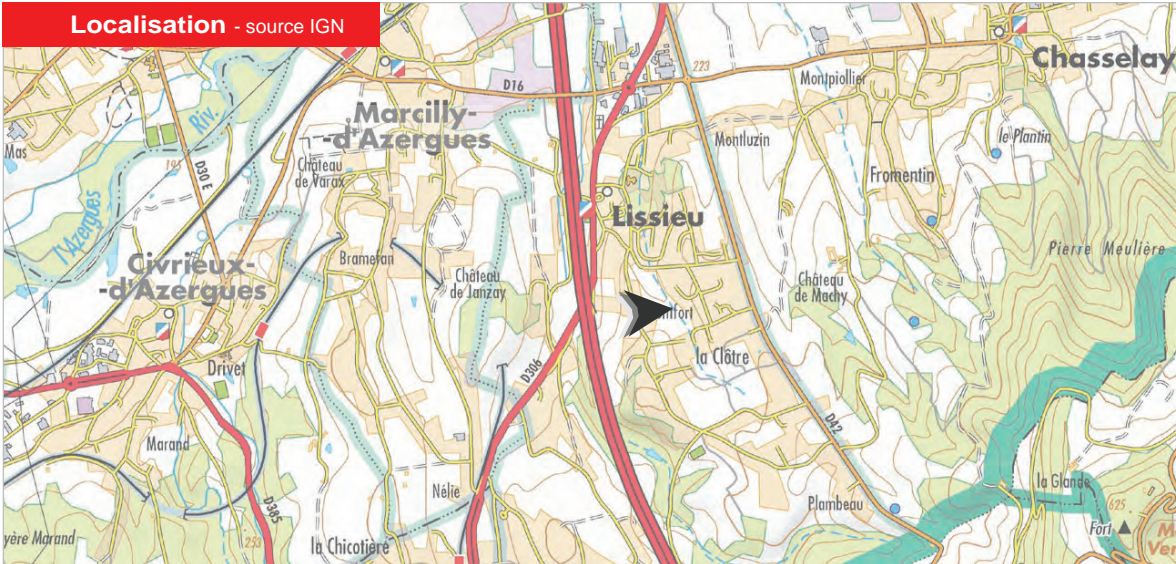 Localisation - source IGN
Chasselay
223
Montpiollier
D16
Marcilly-
-d'Azergues
Riv.
l'Azergues
Mas
195
D30 E
Château
de Varax
Montluzin
le Plantin
Fromentin
Lissieu
Pierre Meulière
Brametan
Civrieux-
-d'Azergues
Château
de Janzay
Château
de Machy
la Clôtre
Drivet
D306
D42
Marand
Nélie
D385
253
Plambeau
la Glande
625
Fort
yère Marand
la Chicotière
M
Ver